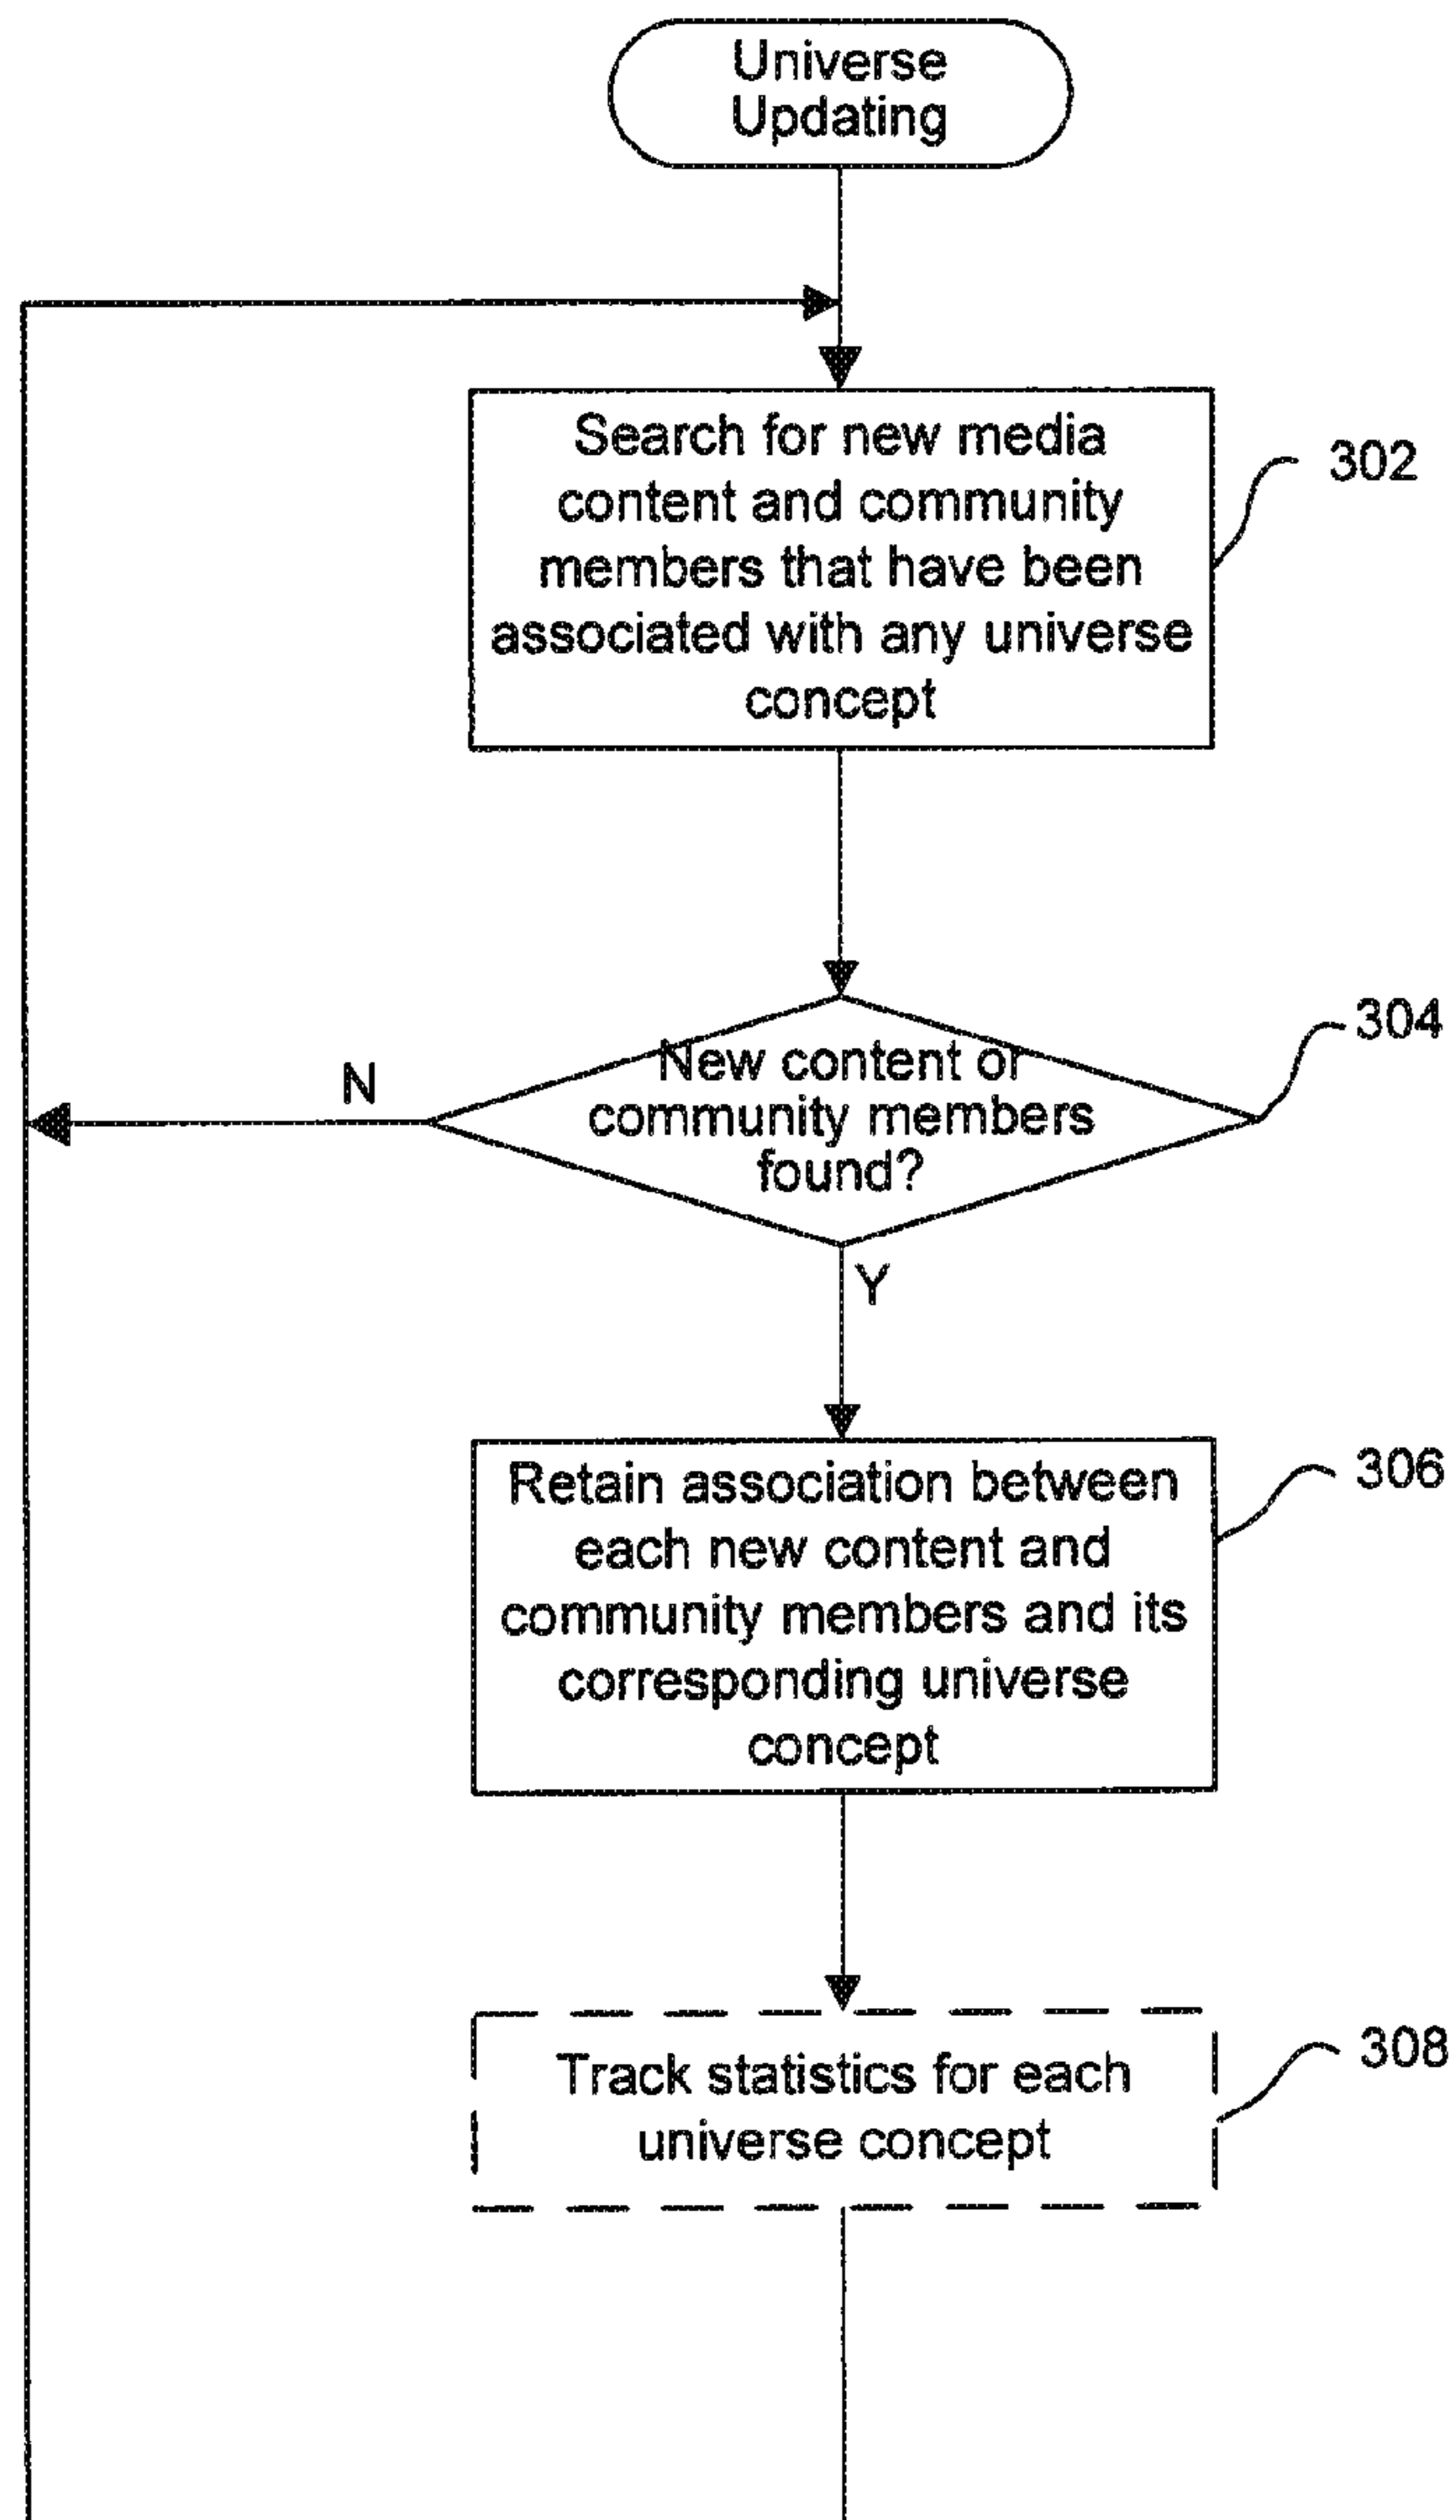 Universe
Updating
Search for new media
content and community
members that have been
associated with any universe
concept
302
New content or
community members
found?
304
N
Y
Retain association between
each new content and
community members and its
corresponding universe
concept
306
Track statistics for each
universe concept
308